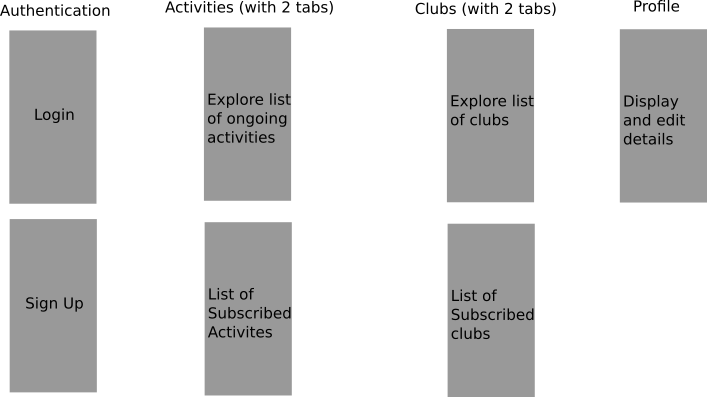 Authentication
Activities (with 2 tabs)
Clubs (with 2 tabs)
Profile
Login
Explore list
of ongoing
activities
Explore list
of clubs
Display
and edit
details
Sign Up
List of
Subscribed
Activites
List of
Subscribed
clubs